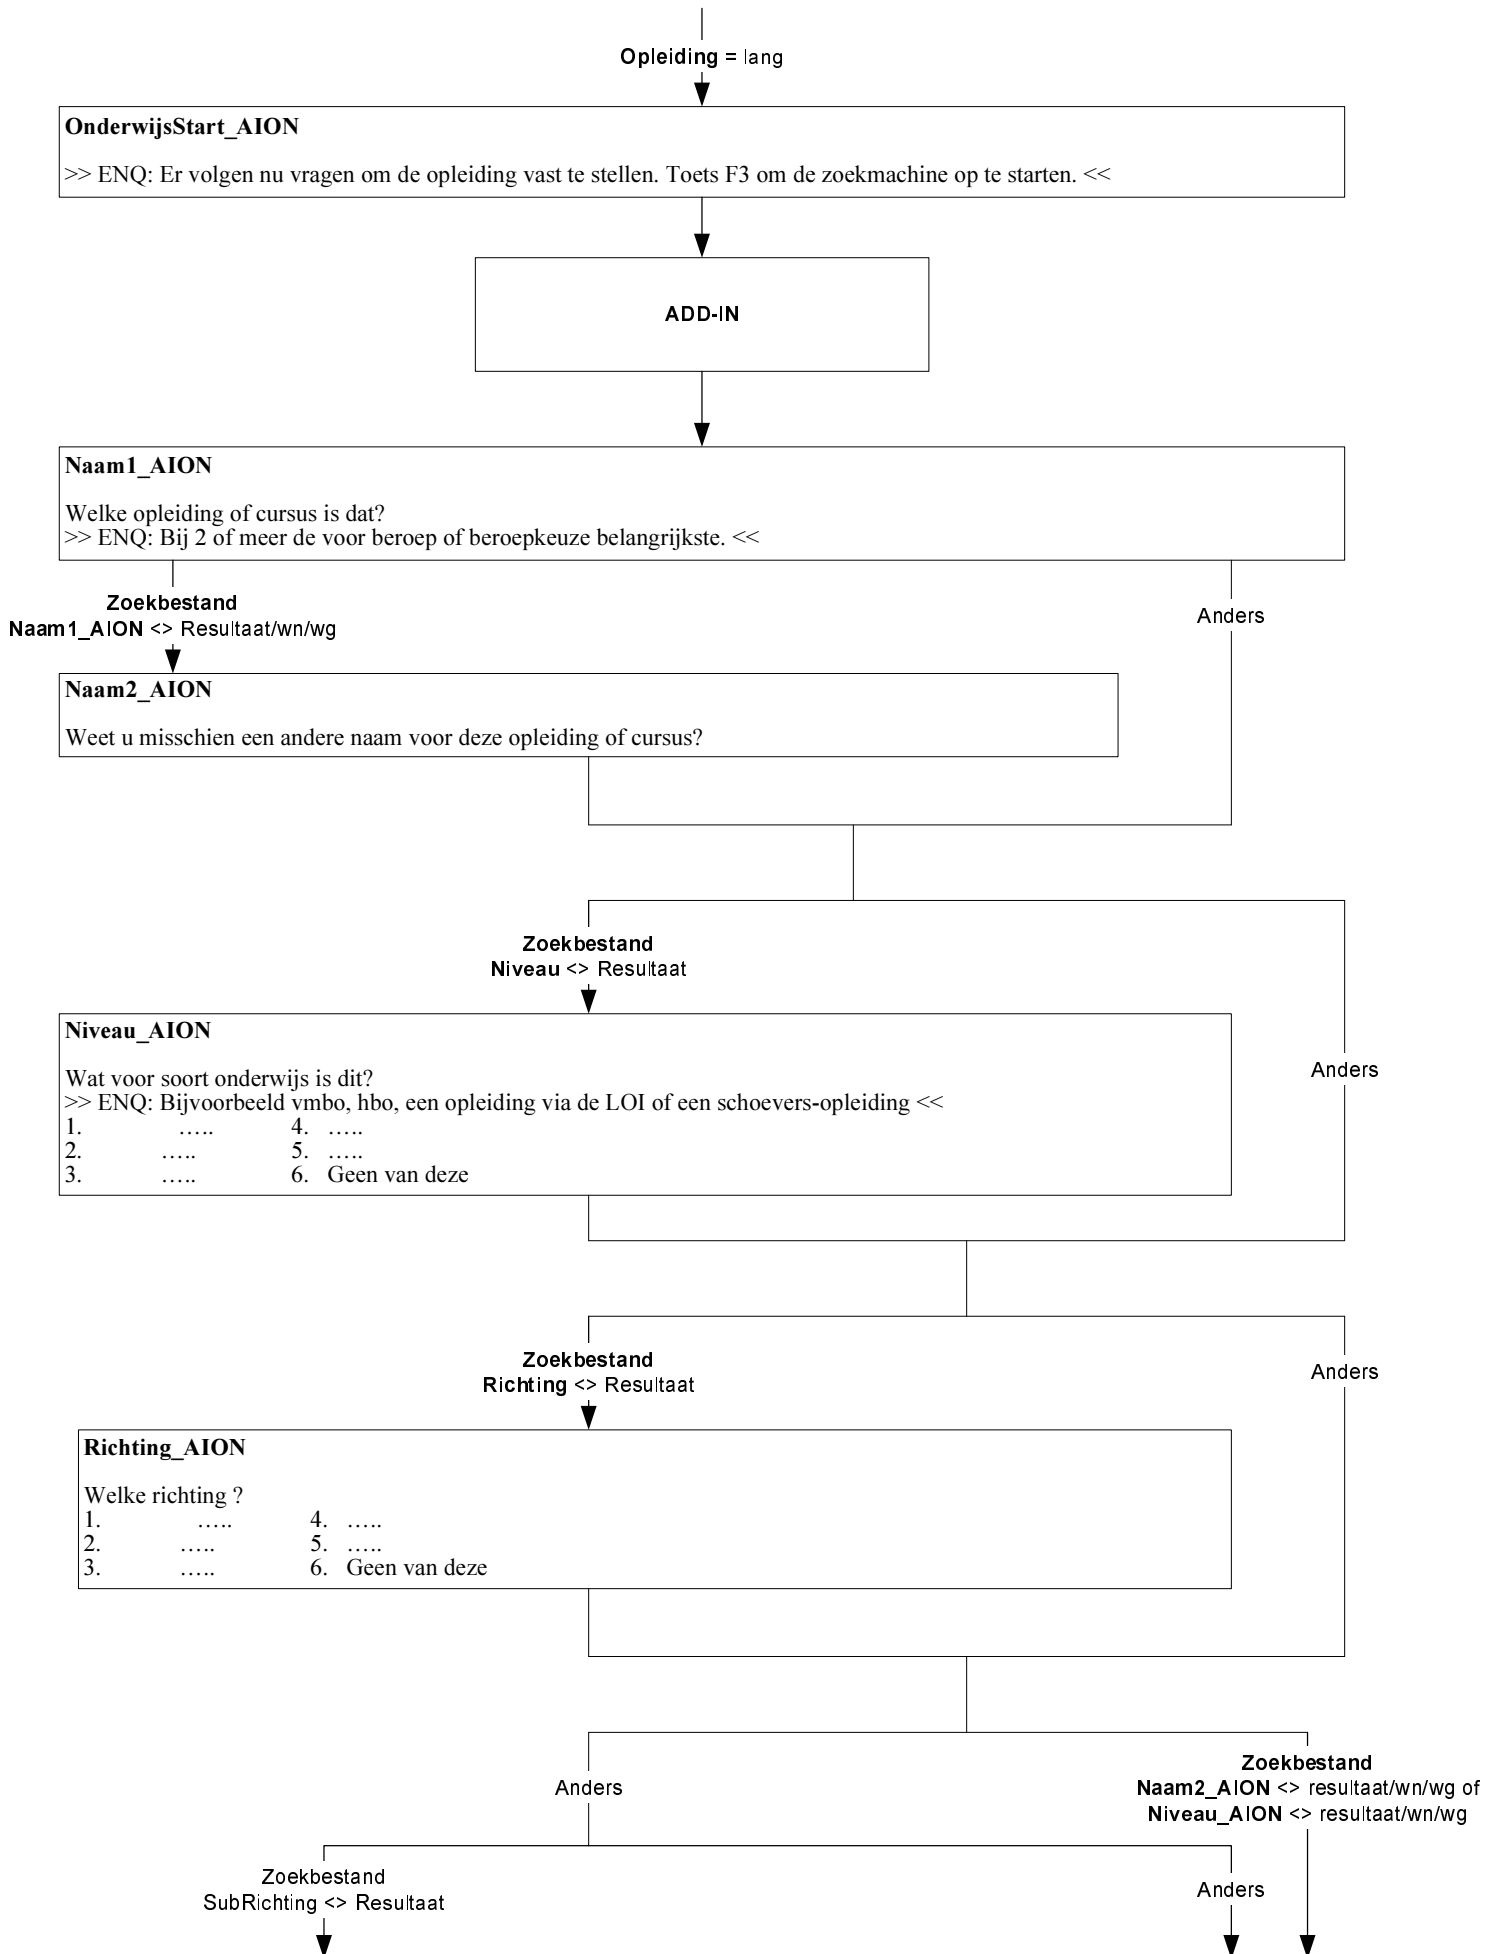 Opleiding = lang
OnderwijsStart_AION
>> ENQ: Er volgen nu vragen om de opleiding vast te stellen. Toets F3 om de zoekmachine op te starten. <<
ADD-IN
Naam1_AION
Welke opleiding of cursus is dat?
>> ENQ: Bij 2 of meer de voor beroep of beroepkeuze belangrijkste. <<
Zoekbestand
Naam1_AION <> Resultaat/wn/wg
Anders
Naam2_AION
Weet u misschien een andere naam voor deze opleiding of cursus?
Zoekbestand
Niveau <> Resultaat
Anders
Niveau_AION
Wat voor soort onderwijs is dit?
>> ENQ: Bijvoorbeeld vmbo, hbo, een opleiding via de LOI of een schoevers-opleiding <<
1. ….. 4. …..
2. ….. 5. …..
3. ….. 6. Geen van deze
Zoekbestand
Richting <> Resultaat
Anders
Richting_AION
Welke richting ?
1. ….. 4. …..
2. ….. 5. …..
3. ….. 6. Geen van deze
Anders
Zoekbestand
Naam2_AION <> resultaat/wn/wg of
Niveau_AION <> resultaat/wn/wg
Zoekbestand
SubRichting <> Resultaat
Anders